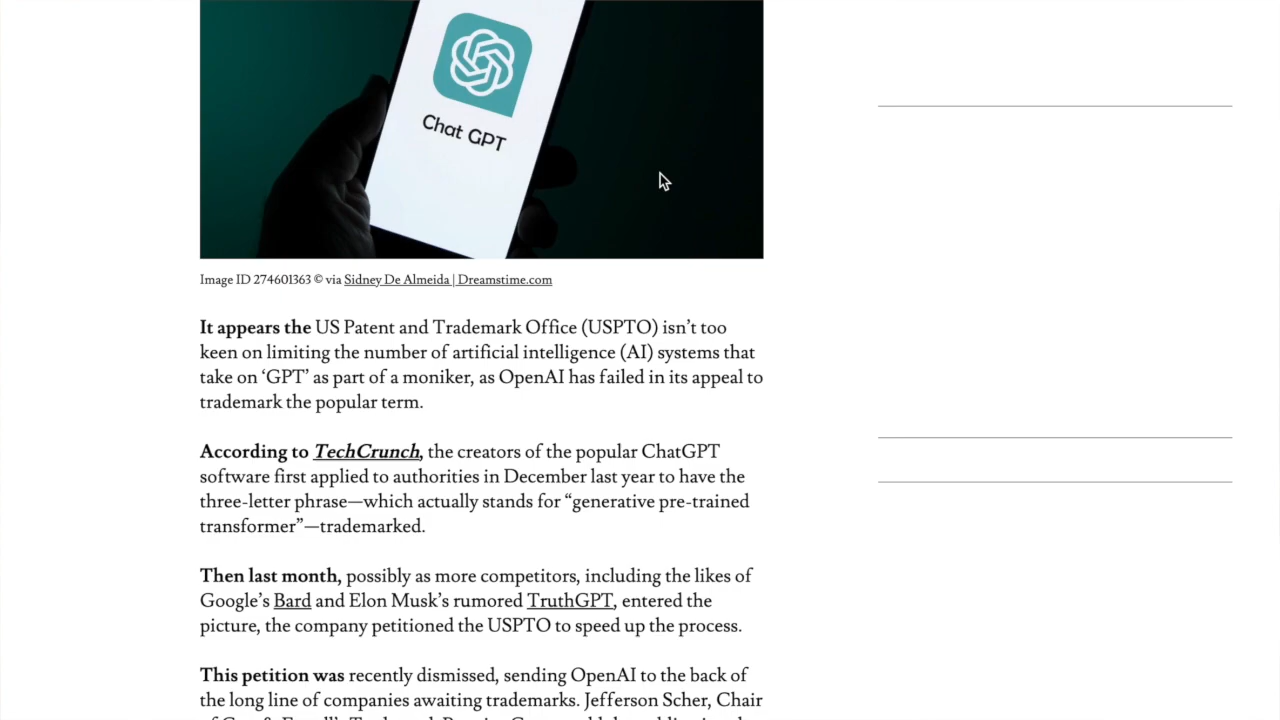 Chat GPT
Image ID 274601363 © via Sidney De Almeida | Dreamstime.com
It appears the US Patent and Trademark Office (USPTO) isn’t too
keen on limiting the number of artificial intelligence (AI) systems that
take on ‘GPT’ as part of a moniker, as OpenAI has failed in its appeal to
trademark the popular term.
According to TechCrunch, the creators of the popular ChatGPT
software first applied to authorities in December last year to have the
three-letter phrase—which actually stands for “generative pre-trained
transformer”—trademarked.
Then last month, possibly as more competitors, including the likes of
Google’s Bard and Elon Musk’s rumored TruthGPT, entered the
picture, the company petitioned the USPTO to speed up the process.
This petition was recently dismissed, sending OpenAI to the back of
the long line of companies awaiting trademarks. Jefferson Scher, Chair